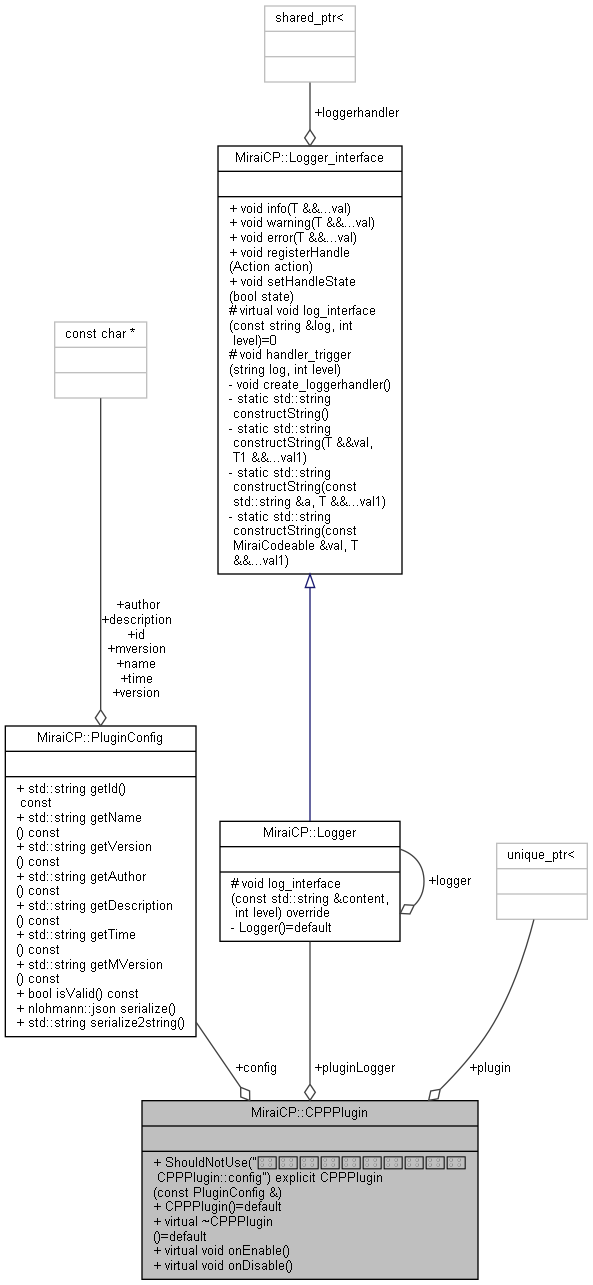 shared_ptr<
+loggerhandler
MiraiCP::Logger_interface
+ void info(T &&...val)
+ void warning(T &&...val)
+ void error(T &&...val)
+ void registerHandle
(Action action)
+ void setHandleState
(bool state)
# virtual void log_interface
(const string &log, int
level)=0
# void handler_trigger
(string log, int level)
- void create_loggerhandler()
- static std::string
constructString()
- static std::string
constructString(T &&val,
T1 &&...val1)
- static std::string
constructString(const
std::string &a, T &&...val1)
- static std::string
constructString(const
MiraiCodeable &val, T
&&...val1)
const char *
+author
+description
+id
+mversion
+name
+time
+version
MiraiCP::PluginConfig
+ std::string getId()
const
+ std::string getName
() const
+ std::string getVersion
() const
+ std::string getAuthor
() const
+ std::string getDescription
() const
+ std::string getTime
() const
+ std::string getMVersion
() const
+ bool isValid() const
+ nlohmann::json serialize()
+ std::string serialize2string()
MiraiCP::Logger
# void log_interface
(const std::string &content,
int level) override
- Logger()=default
+logger
unique_ptr<
+config
+pluginLogger
+plugin
MiraiCP::CPPPlugin
+ ShouldNotUse("
CPPPlugin::config") explicit CPPPlugin
(const PluginConfig &)
+ CPPPlugin()=default
+ virtual ~CPPPlugin
()=default
+ virtual void onEnable()
+ virtual void onDisable()